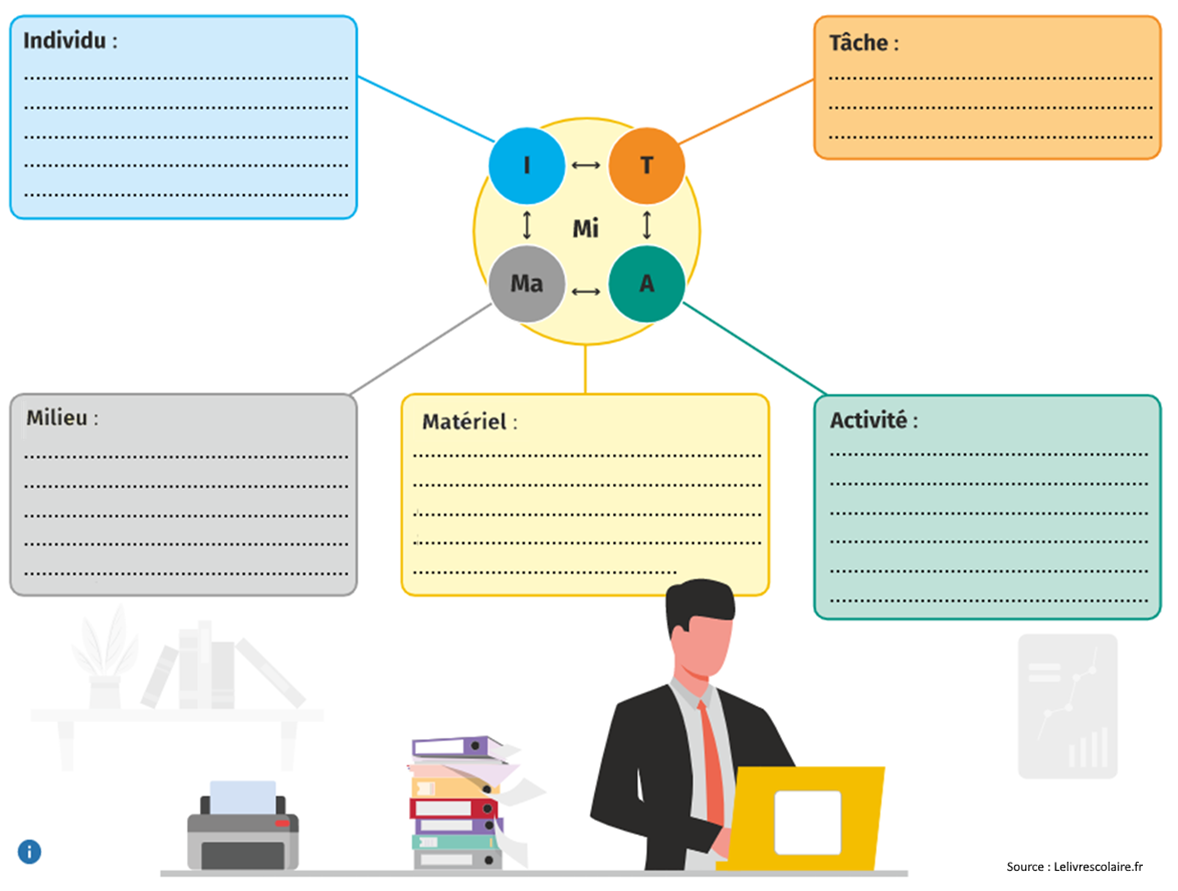 Individu :
Tâche :
I
T
Mi
Ma
A
Milieu :
Matériel :
Activité :
i
Source : Lelivrescolaire.fr